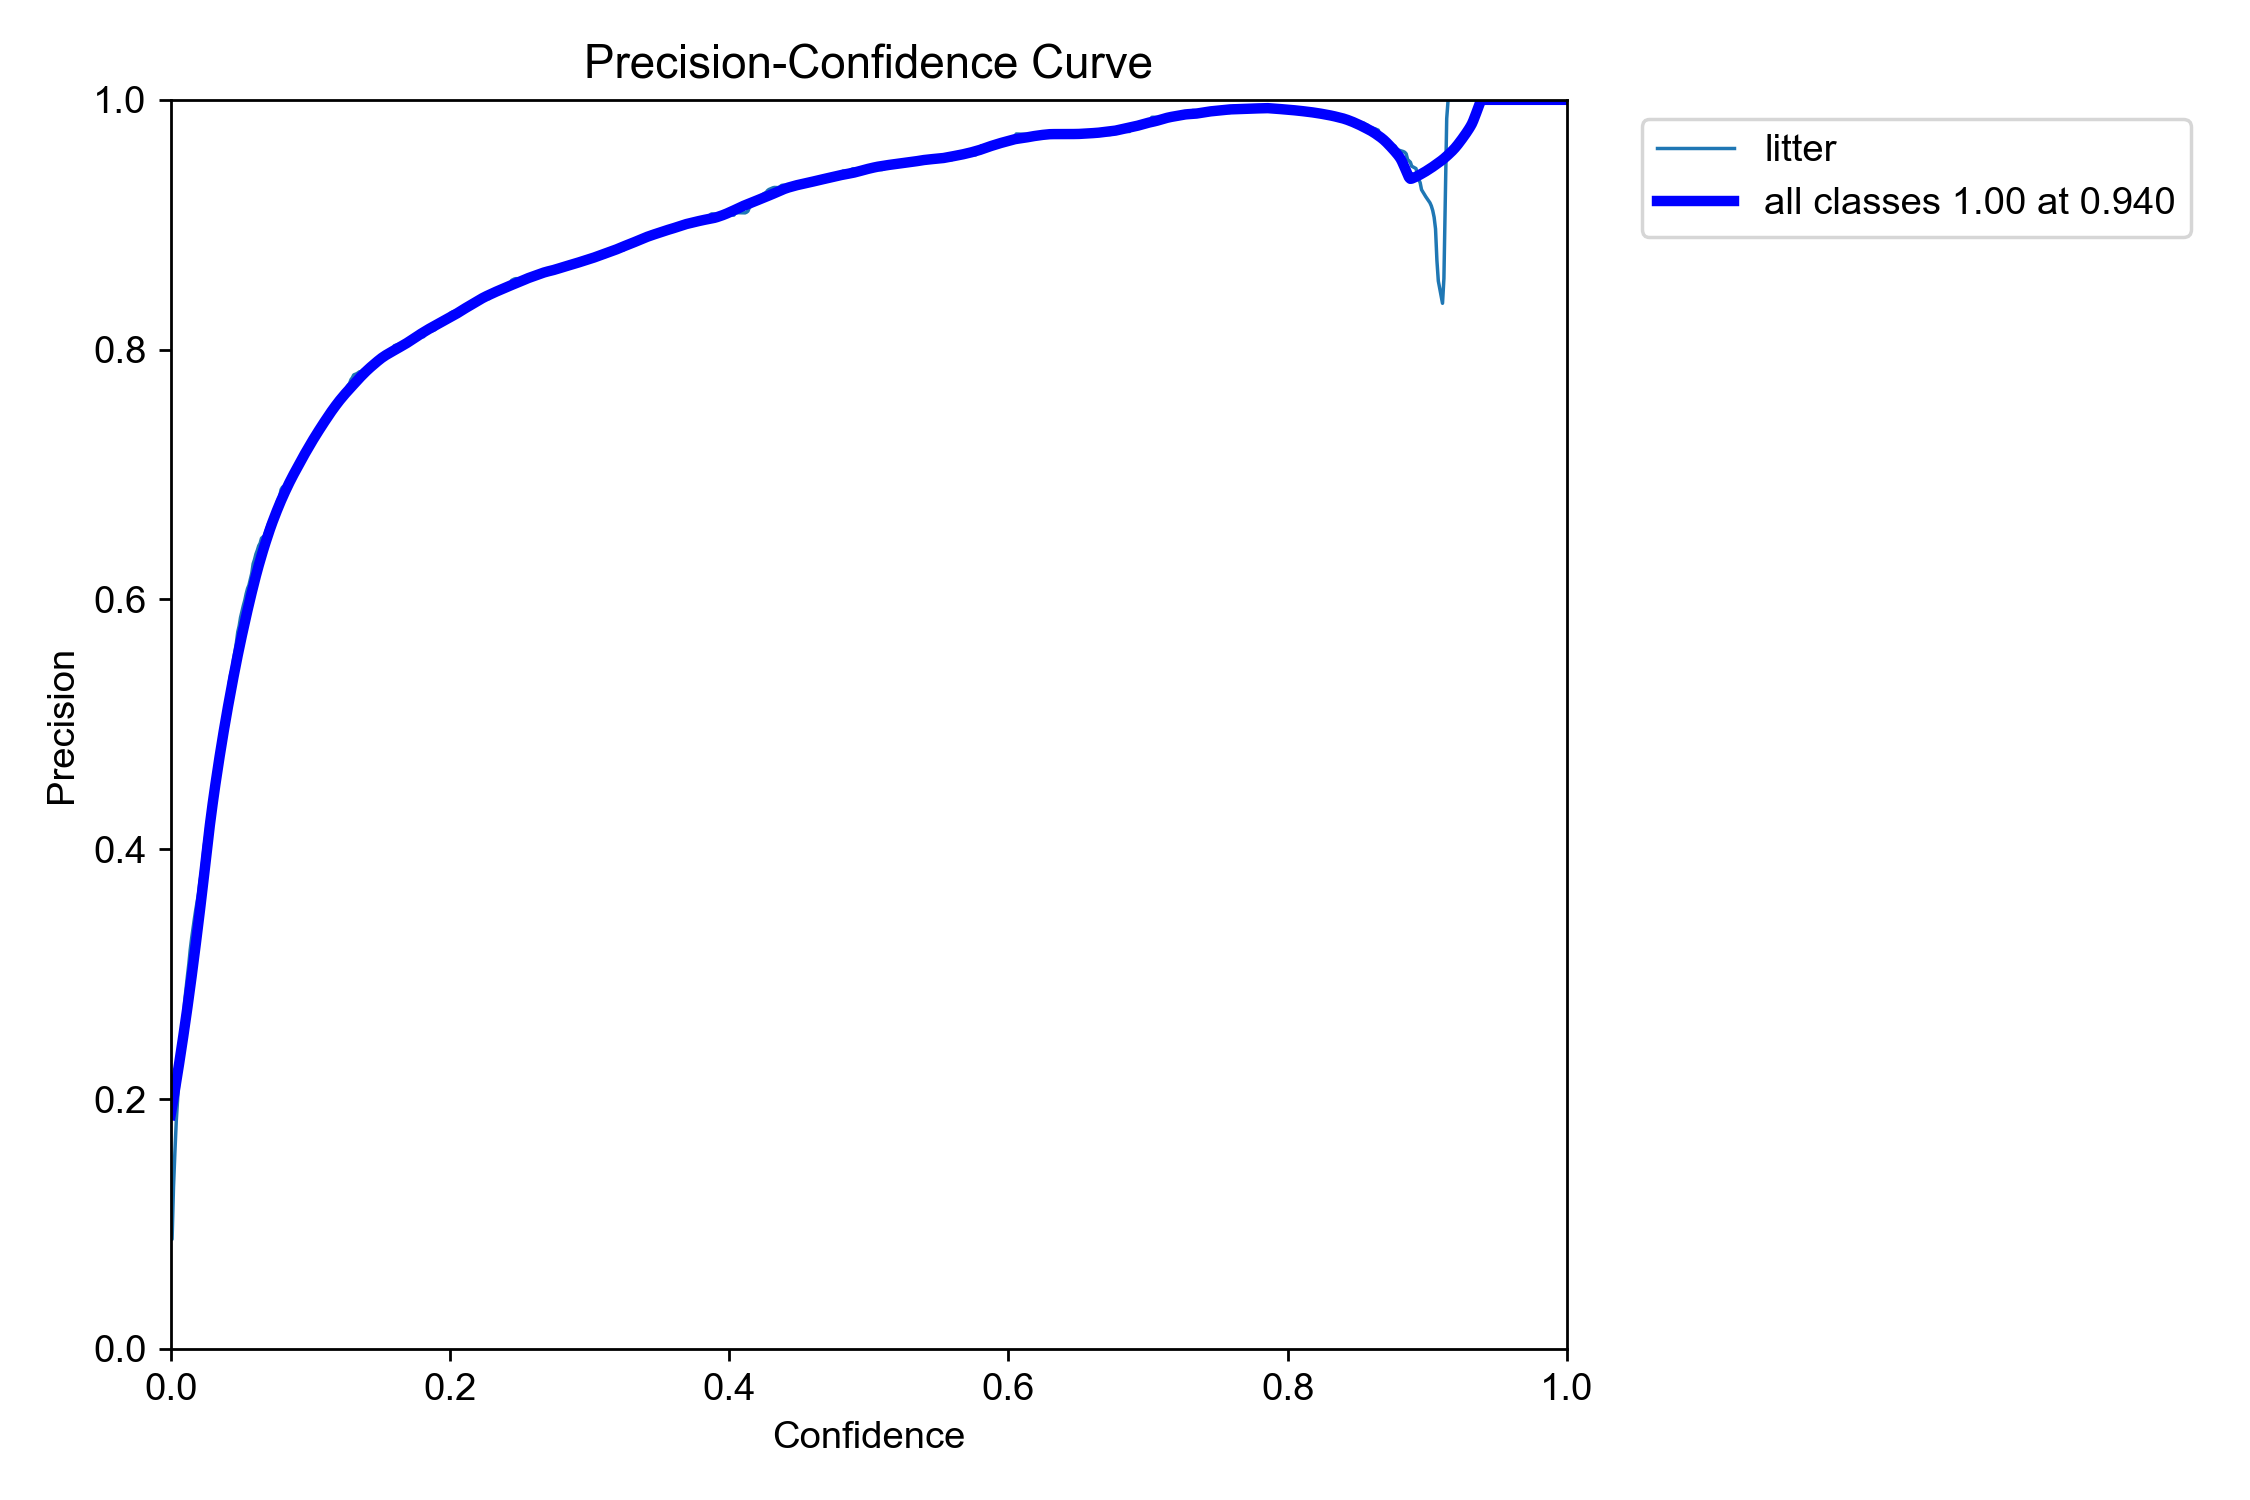 Precision-Confidence Curve
1.0
0.8
0.6
0.4
0.2
0.0
Precision
0.0 0.2 0.4 0.6 0.8 1.0
Confidence
litter
all classes 1.00 at 0.940